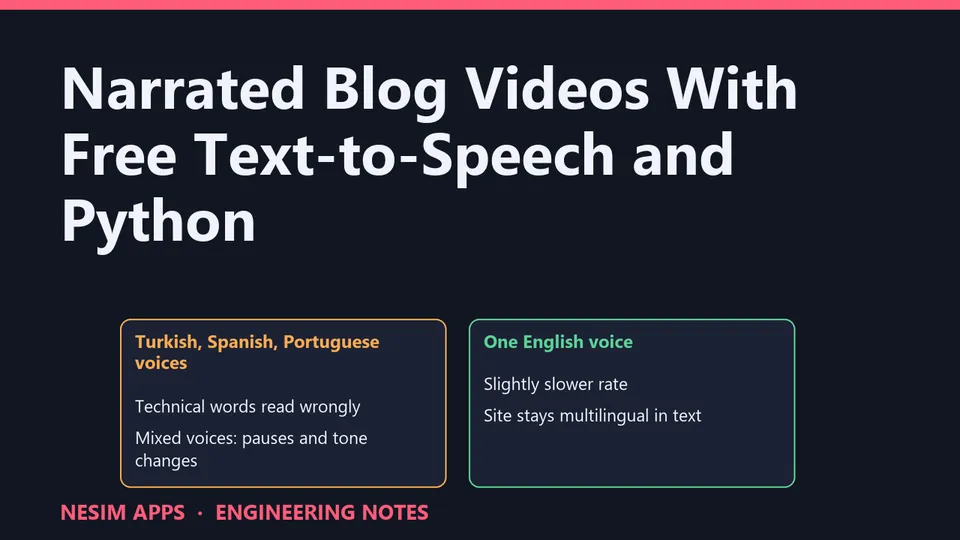 Narrated Blog Videos With
Free Text-to-Speech and
Python
Turkish, Spanish, Portuguese
voices
Technical words read wrongly
Mixed voices: pauses and tone
changes
One English voice
Slightly slower rate
Site stays multilingual in text
NESIM APPS · ENGINEERING NOTES